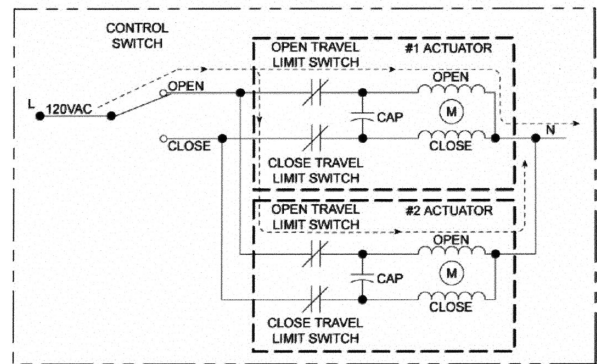 CONTROL
SWITCH
OPEN TRAVEL
LIMIT SWITCH
#1 ACTUATOR
OPEN
OPEN
L
120VAC
M
CAP
N
CLOSE
CLOSE
CLOSE TRAVEL
LIMIT SWITCH
OPEN TRAVEL
LIMIT SWITCH
#2 ACTUATOR
OPEN
M
CAP
CLOSE
CLOSE TRAVEL
LIMIT SWITCH